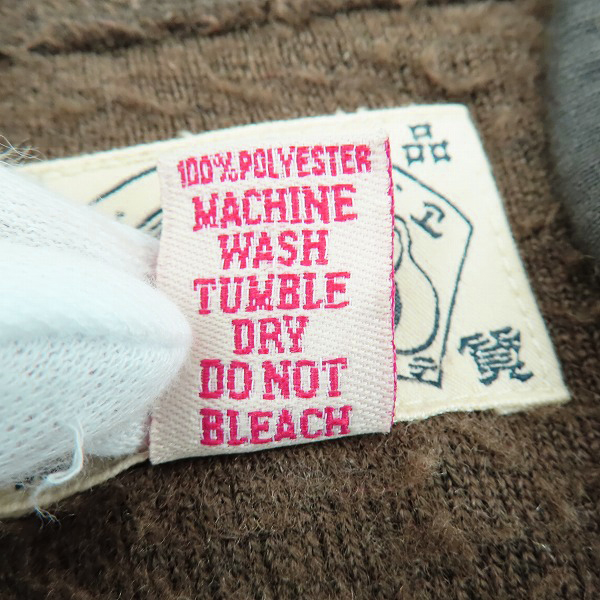 100% POLYESTER
MACHINE
WASH
TUMBLE
DRY
DO NOT
BLEACH
品
質